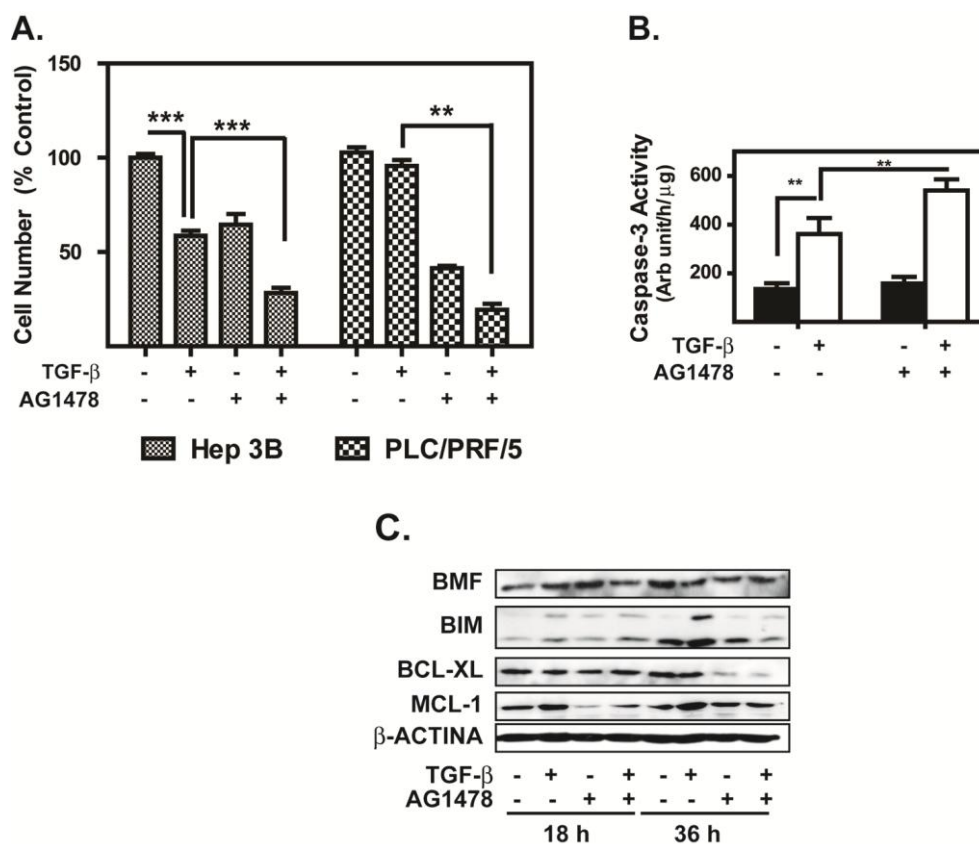 A.
Cell Number (% Control)
150
100
50
***
***
**
TGF-β - + - + - + - +
AG1478 - - + + - - + +
Hep 3B PLC/PRF/5
B.
Caspase-3 Activity
(Arb unit/h/μg)
600
400
200
**
**
TGF-β - + - +
AG1478 - - + +
C.
BMF
BIM
BCL-XL
MCL-1
β-ACTINA
TGF-β - + - + - + - +
AG1478 - - + + - - + +
18 h 36 h